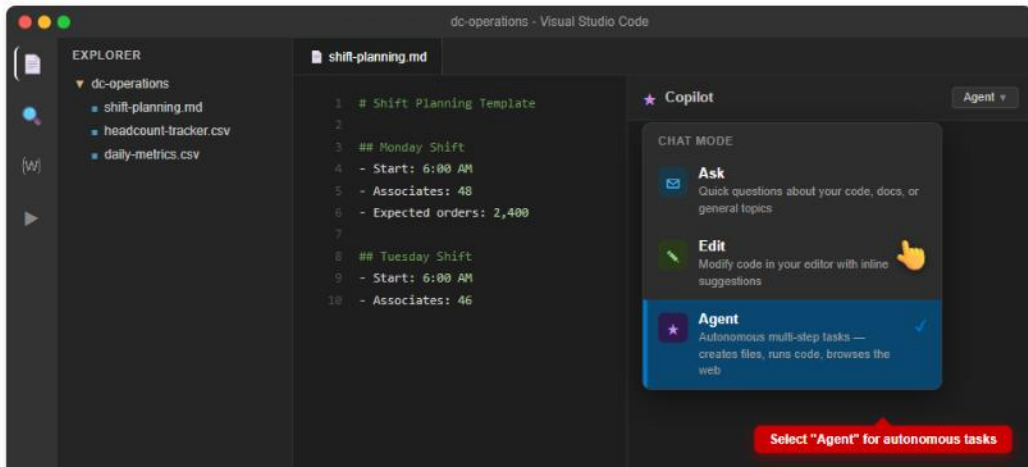 dc-operations - Visual Studio Code
EXPLORER
dc-operations
shift-planning.md
headcount-tracker.csv
daily-metrics.csv
shift-planning.md
1 # Shift Planning Template
2
3 ## Monday Shift
4 - Start: 6:00 AM
5 - Associates: 48
6 - Expected orders: 2,400
7
8 ## Tuesday Shift
9 - Start: 6:00 AM
10 - Associates: 46
Copilot
Agent
CHAT MODE
Ask
Quick questions about your code, docs, or
general topics
Edit
Modify code in your editor with inline
suggestions
Agent
Autonomous multi-step tasks —
creates files, runs code, browses the
web
Select "Agent" for autonomous tasks